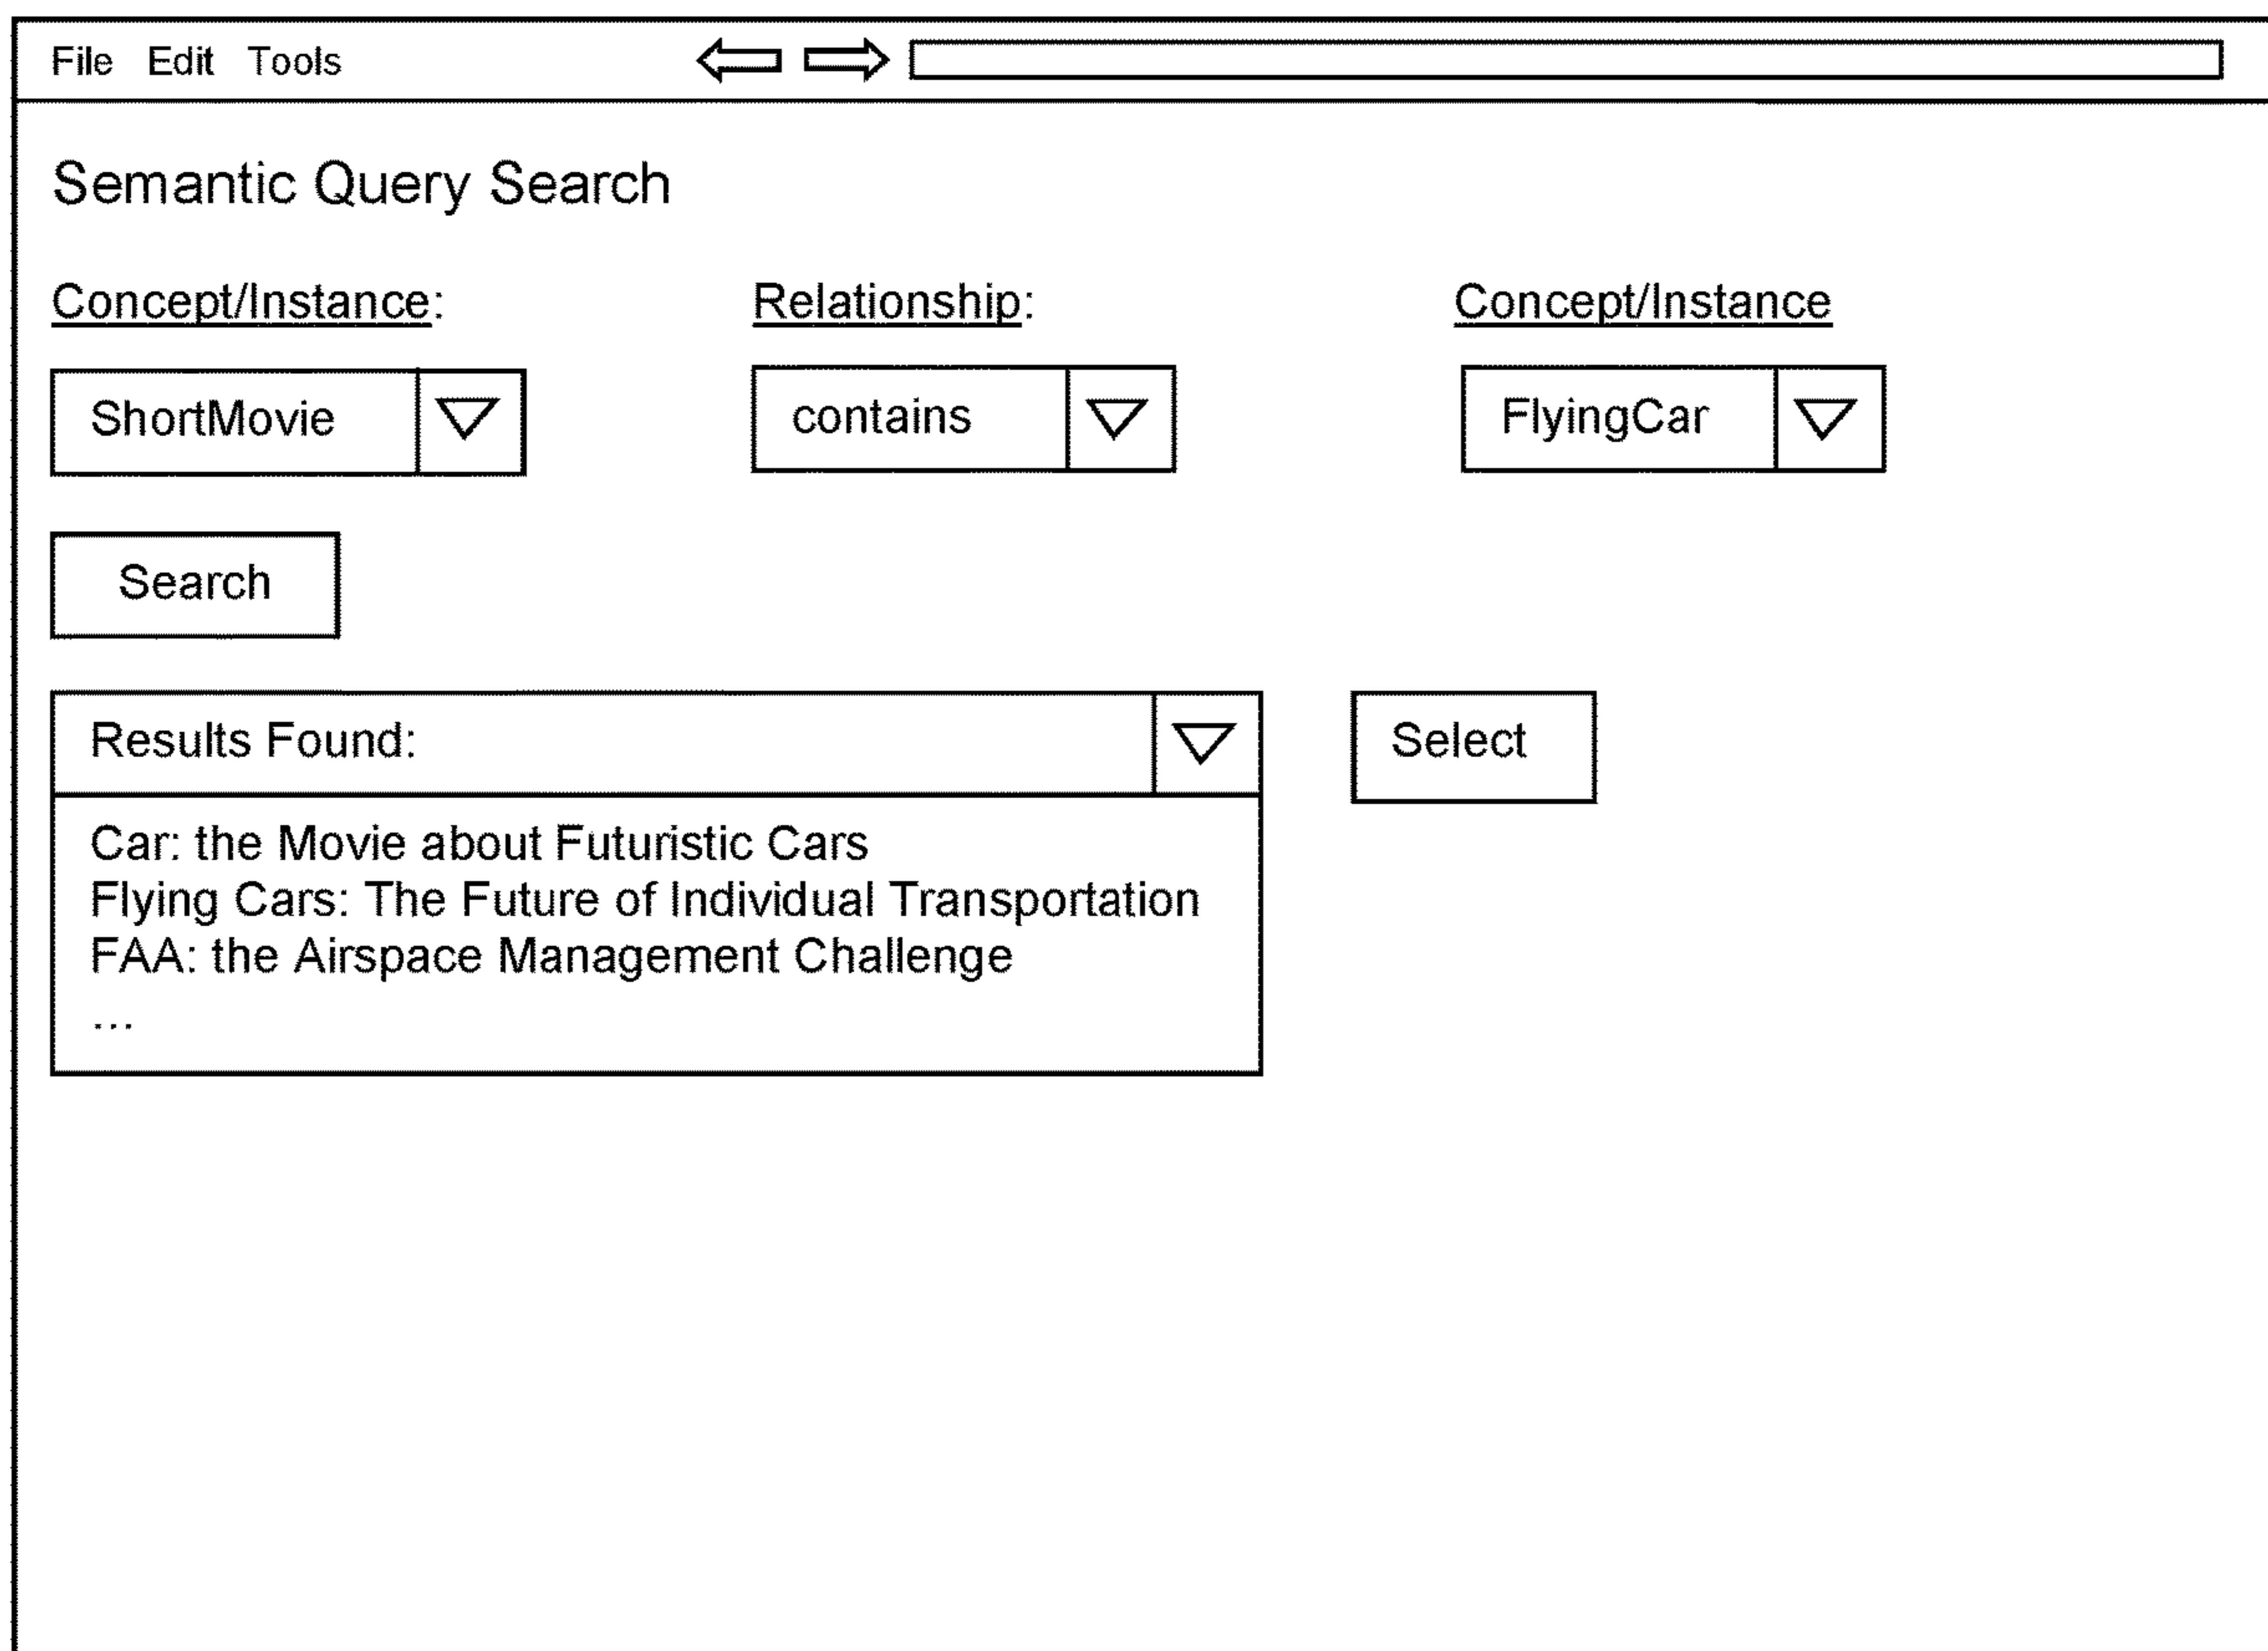 File Edit Tools
Semantic Query Search
Concept/Instance: Relationship: Concept/Instance
ShortMovie contains FlyingCar
Search
Results Found: Select
Car: the Movie about Futuristic Cars
Flying Cars: The Future of Individual Transportation
FAA: the Airspace Management Challenge
...